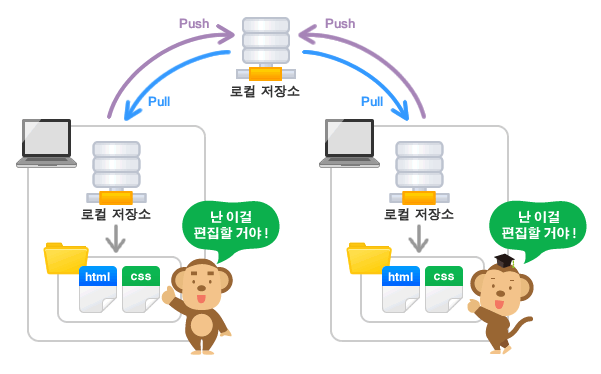 Push
Push
Pull
Pull
로컬 저장소
로컬 저장소
로컬 저장소
난 이걸
편집할 거야 !
난 이걸
편집할 거야 !
html
css
html
css